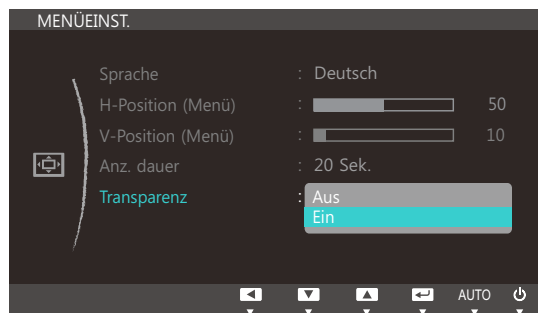 MENÜEINST.
Sprache : Deutsch
H-Position (Menü) : 50
V-Position (Menü) : 10
Anz. dauer : 20 Sek.
Transparenz : Aus
Ein
AUTO